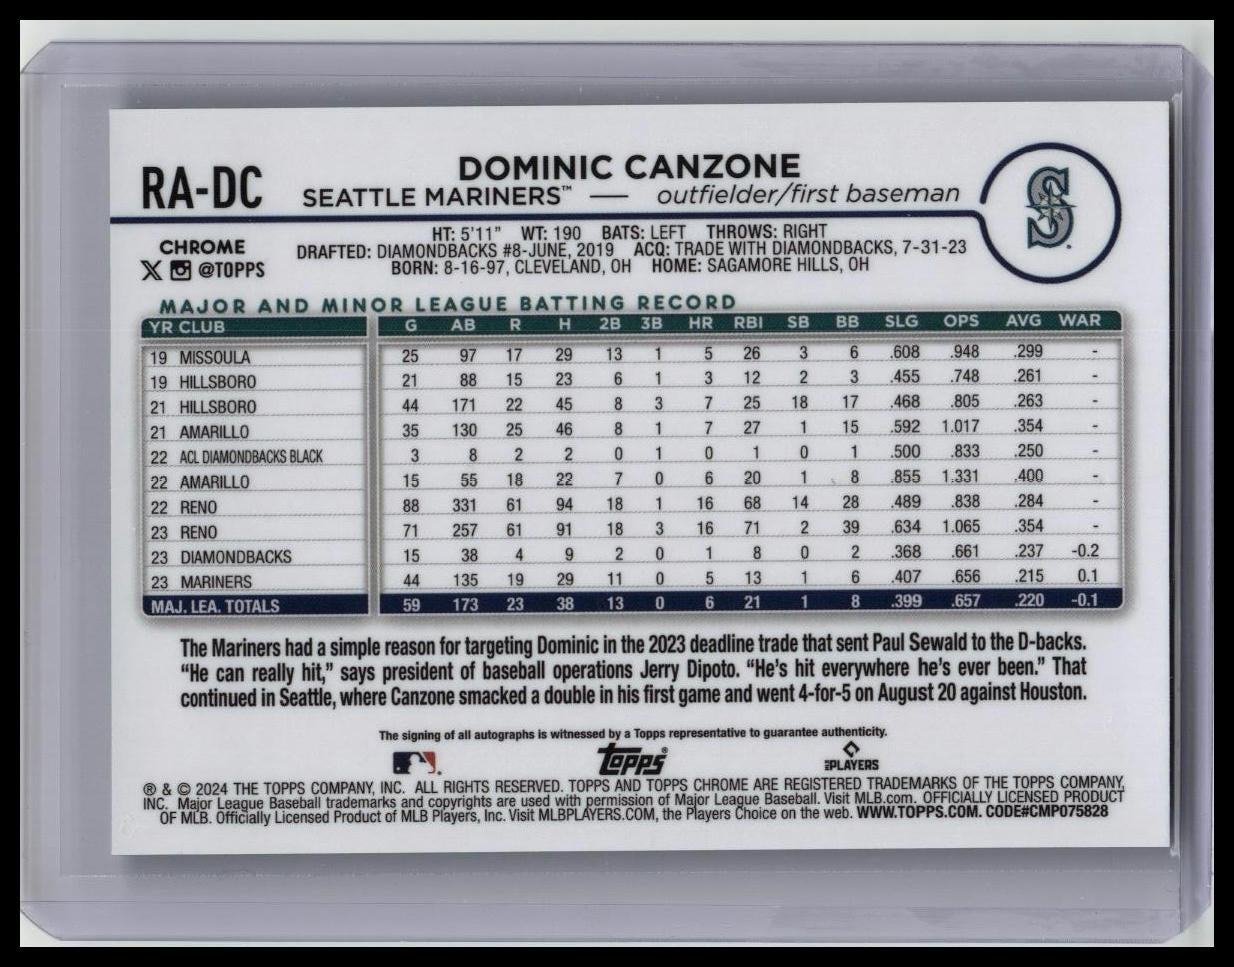 RA-DC
DOMINIC CANZONE
SEATTLE MARINERS™ — outfielder/first baseman
S
CHROME
@TOPPS
HT: 5'11" WT: 190 BATS: LEFT THROWS: RIGHT
DRAFTED: DIAMONDBACKS #8-JUNE, 2019 ACQ: TRADE WITH DIAMONDBACKS, 7-31-23
BORN: 8-16-97, CLEVELAND, OH HOME: SAGAMORE HILLS, OH
MAJOR AND MINOR LEAGUE BATTING RECORD
YR CLUB G AB R H 2B 3B HR RBI SB BB SLG OPS AVG WAR
19 MISSOULA 25 97 17 29 13 1 5 26 3 6 .608 .948 .299 -
19 HILLSBORO 21 88 15 23 6 1 3 12 2 3 .455 .748 .261 -
21 HILLSBORO 44 171 22 45 8 3 7 25 18 17 .468 .805 .263 -
21 AMARILLO 35 130 25 46 8 1 7 27 1 15 .592 1.017 .354 -
22 ACL DIAMONDBACKS BLACK 3 8 2 2 0 1 0 1 0 1 .500 .833 .250 -
22 AMARILLO 15 55 18 22 7 0 6 20 1 8 .855 1.331 .400 -
22 RENO 88 331 61 94 18 1 16 68 14 28 .489 .838 .284 -
23 RENO 71 257 61 91 18 3 16 71 2 39 .634 1.065 .354 -
23 DIAMONDBACKS 15 38 4 9 2 0 1 8 0 2 .368 .661 .237 -0.2
23 MARINERS 44 135 19 29 11 0 5 13 1 6 .407 .656 .215 0.1
MAJ. LEA. TOTALS 59 173 23 38 13 0 6 21 1 8 .399 .657 .220 -0.1
The Mariners had a simple reason for targeting Dominic in the 2023 deadline trade that sent Paul Sewald to the D-backs.
"He can really hit," says president of baseball operations Jerry Dipoto. "He's hit everywhere he's ever been." That
continued in Seattle, where Canzone smacked a double in his first game and went 4-for-5 on August 20 against Houston.
The signing of all autographs is witnessed by a Topps representative to guarantee authenticity.
topps®
PLAYERS
® & © 2024 THE TOPPS COMPANY, INC. ALL RIGHTS RESERVED. TOPPS AND TOPPS CHROME ARE REGISTERED TRADEMARKS OF THE TOPPS COMPANY,
INC. Major League Baseball trademarks and copyrights are used with permission of Major League Baseball. Visit MLB.com. OFFICIALLY LICENSED PRODUCT
OF MLB. Officially Licensed Product of MLB Players, Inc. Visit MLBPLAYERS.COM, the Players Choice on the web. WWW.TOPPS.COM. CODE#CMP075828